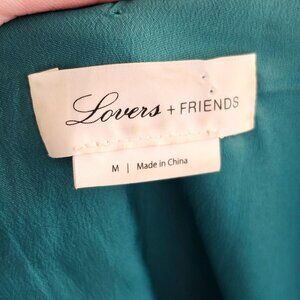 Lovers + FRIENDS
M | Made in China